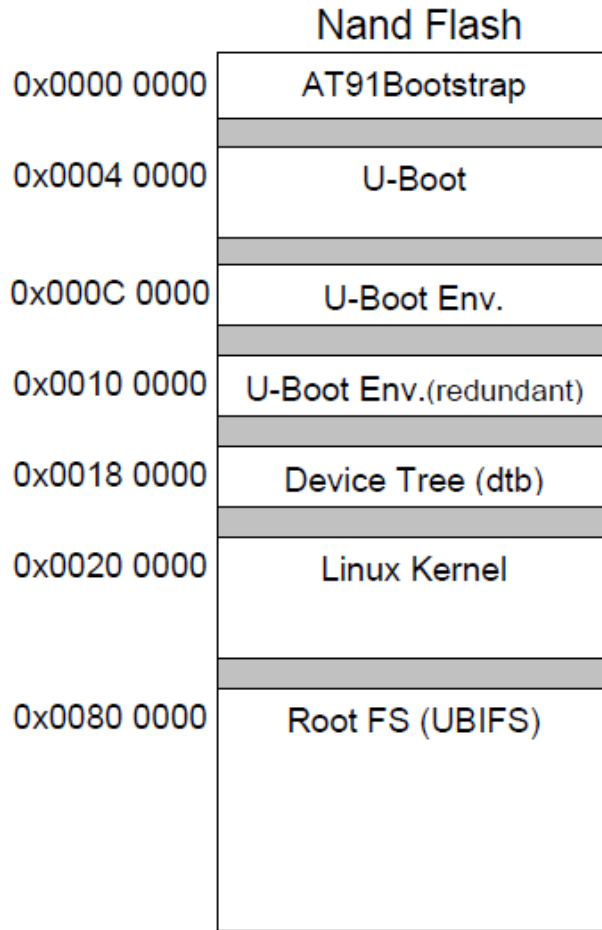 Nand Flash
0x0000 0000 AT91Bootstrap
0x0004 0000 U-Boot
0x000C 0000 U-Boot Env.
0x0010 0000 U-Boot Env.(redundant)
0x0018 0000 Device Tree (dtb)
0x0020 0000 Linux Kernel
0x0080 0000 Root FS (UBIFS)